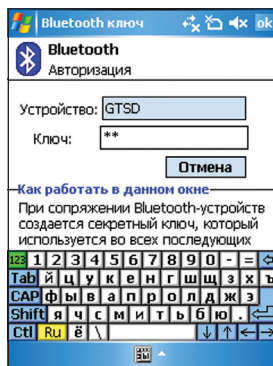 Bluetooth ключ ok
Bluetooth
Авторизация
Устройство: GTSD
Ключ: **
Отмена
Как работать в данном окне
При сопряжении Bluetooth-устройств
создается секретный ключ, который
используется во всех последующих
123 1 2 3 4 5 6 7 8 9 0 - =
Tab й ц у к е н г ш щ з х ъ
CAP ф ы в а п р о л д ж э
Shift я ч с м и т ь б ю .
Ctl Ru ё \